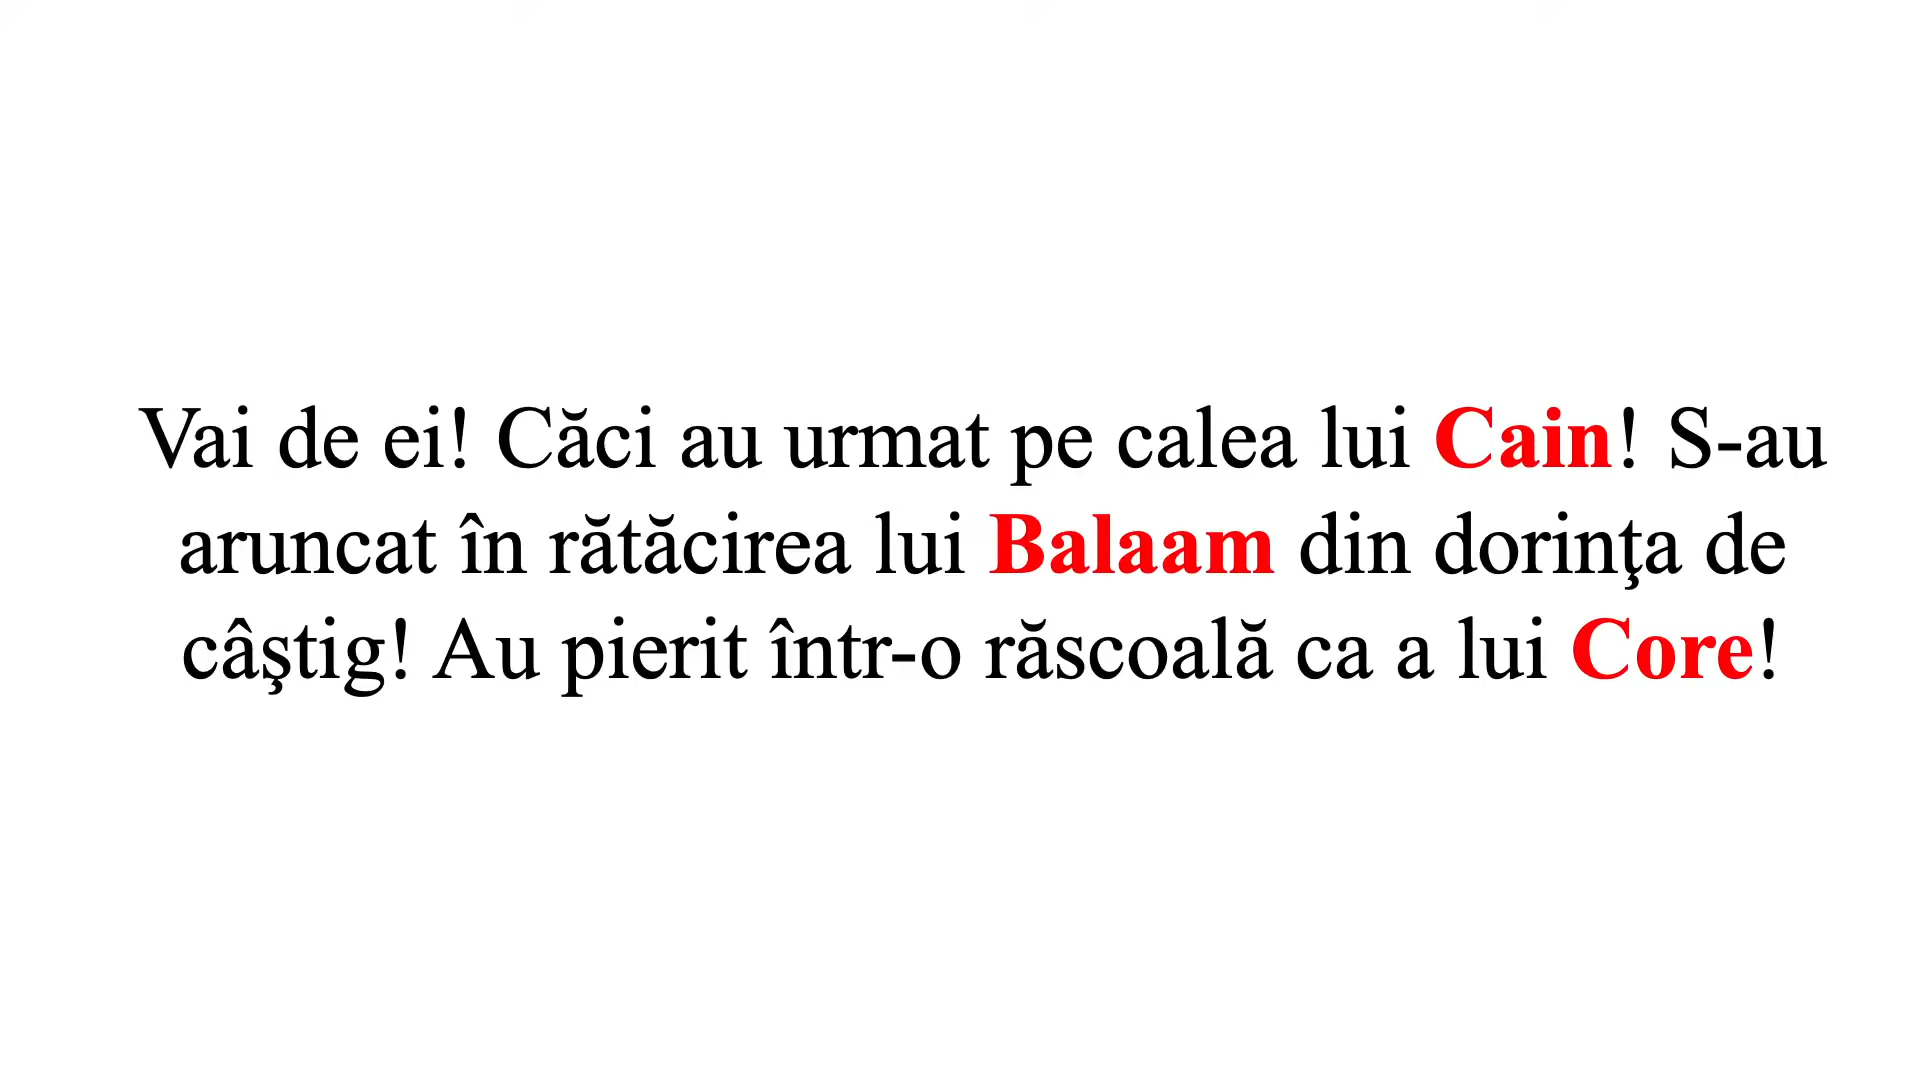 Vai de ei! Căci au urmat pe calea lui Cain! S-au
aruncat în rătăcirea lui Balaam din dorinţa de
câştig! Au pierit într-o răscoală ca a lui Core!